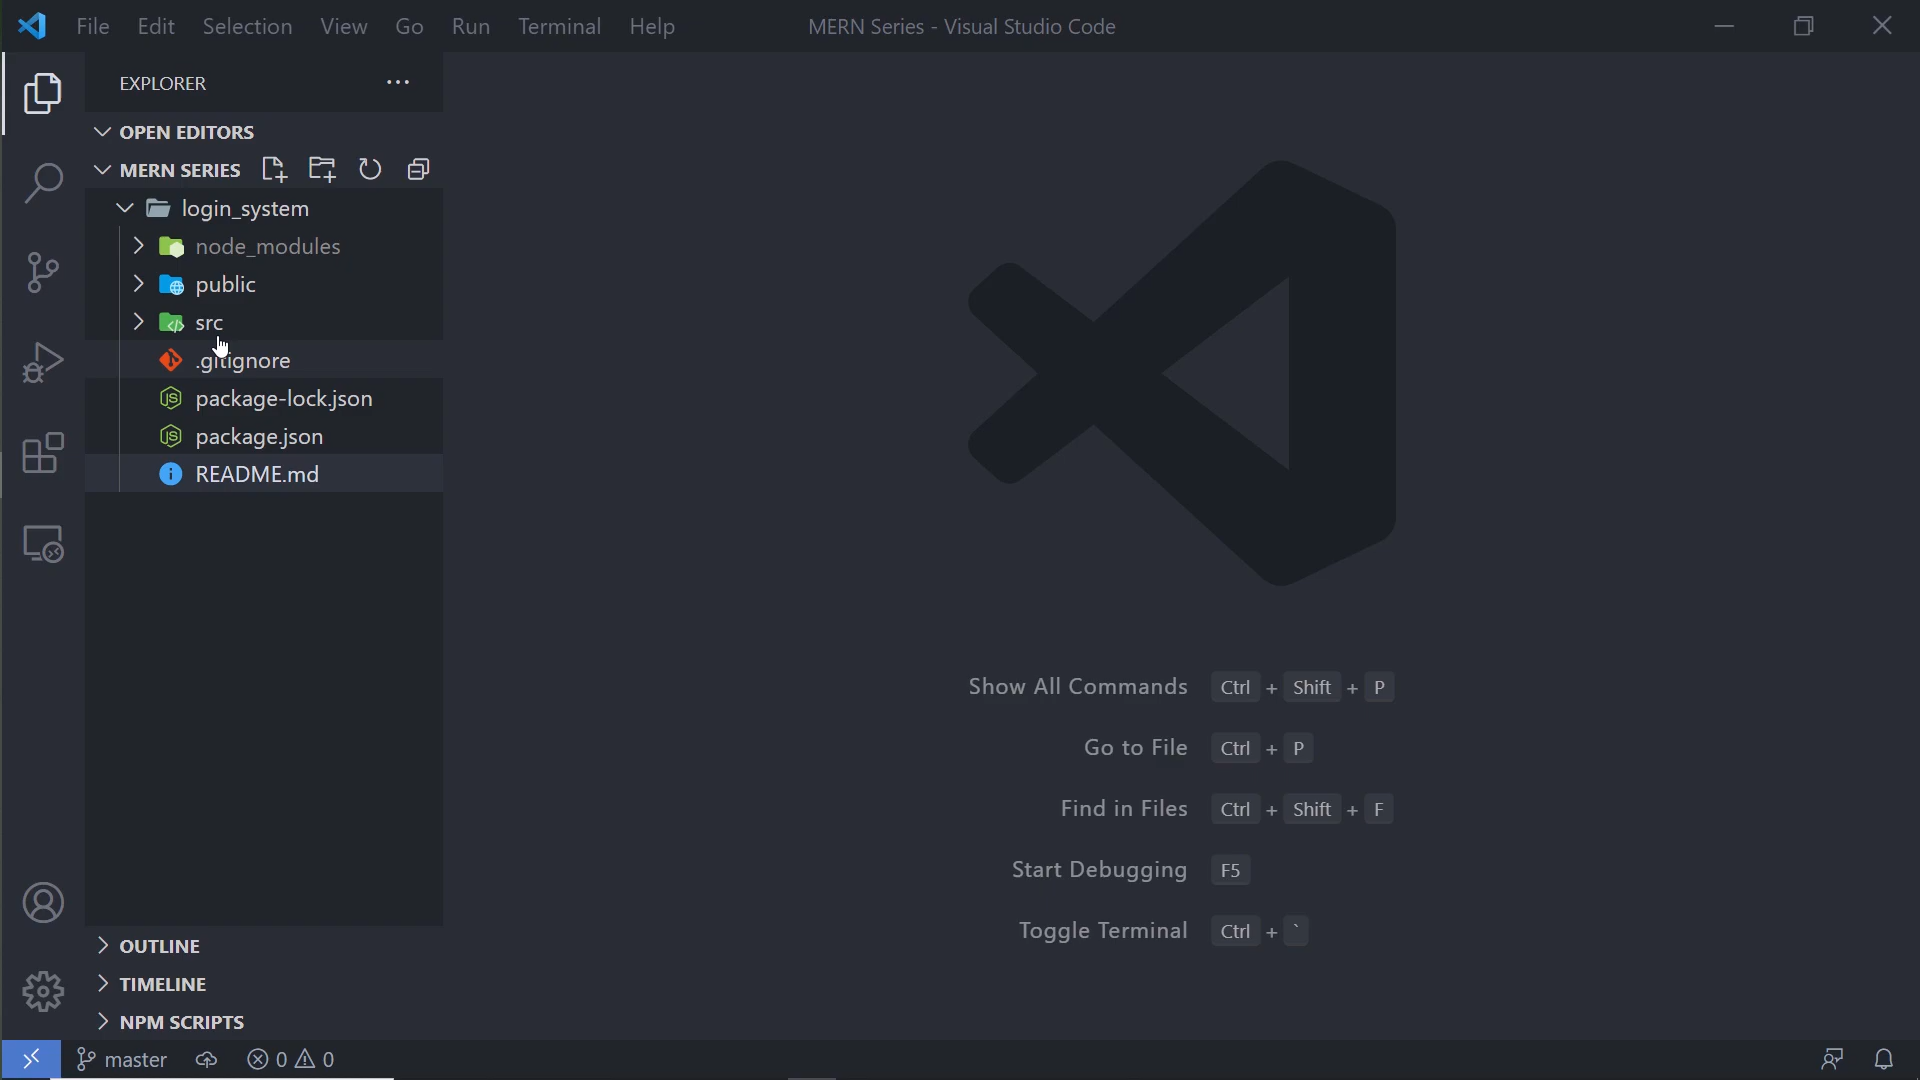 File Edit Selection View Go Run Terminal Help MERN Series - Visual Studio Code
EXPLORER
OPEN EDITORS
MERN SERIES
login_system
node_modules
public
src
.gitignore
package-lock.json
package.json
README.md
Show All Commands Ctrl + Shift + P
Go to File Ctrl + P
Find in Files Ctrl + Shift + F
Start Debugging F5
Toggle Terminal Ctrl + `
OUTLINE
TIMELINE
NPM SCRIPTS
master 0 0